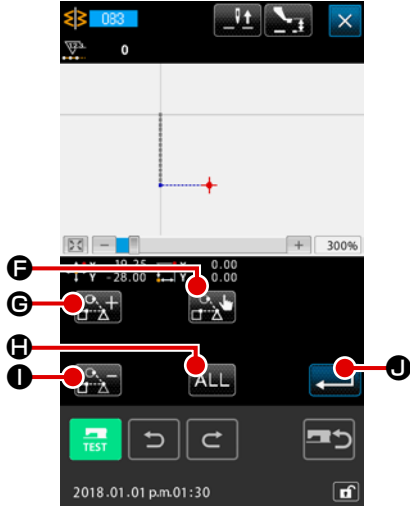 083
0
300%
F
19.25 0.00
Y -28.00 Y 0.00
G
H
I
ALL
J
TEST
2018.01.01 p.m.01:30